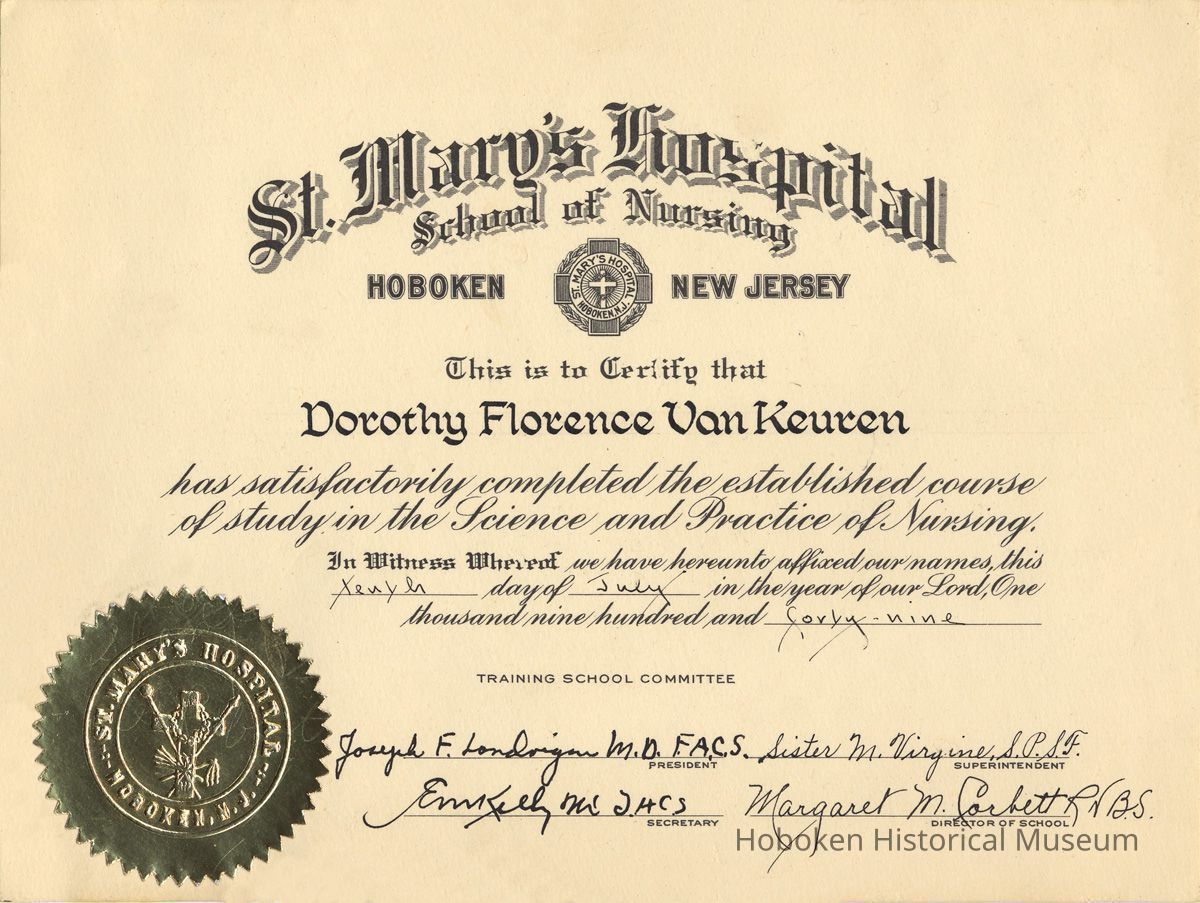 St. Mary's Hospital
School of Nursing
HOBOKEN NEW JERSEY
ST. MARY'S HOSPITAL
HOBOKEN, N.J.
This is to Certify that
Dorothy Florence Van Keuren
has satisfactorily completed the established course
of study in the Science and Practice of Nursing.
In Witness Whereof we have hereunto affixed our names, this
tenth day of July in the year of our Lord, One
thousand nine hundred and forty-nine
TRAINING SCHOOL COMMITTEE
Joseph F. Londrigan M.D. F.A.C.S. Sister M. Virgine, S.P.S.F.
PRESIDENT SUPERINTENDENT
Kelly Margaret M. Corbett R N B.S.
SECRETARY DIRECTOR OF SCHOOL
ST. MARY'S HOSPITAL
HOBOKEN, N.J.
Hoboken Historical Museum